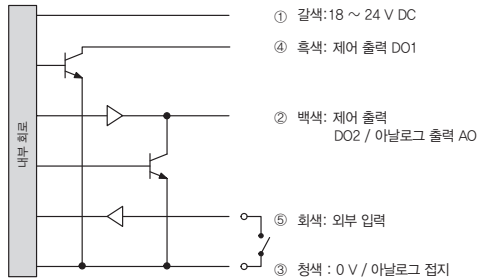 ① 갈색:18 ～ 24 V DC
④ 흑색: 제어 출력 DO1
② 백색: 제어 출력
DO2 / 아날로그 출력 AO
내부 회로
⑤ 회색: 외부 입력
③ 청색 : 0 V / 아날로그 접지